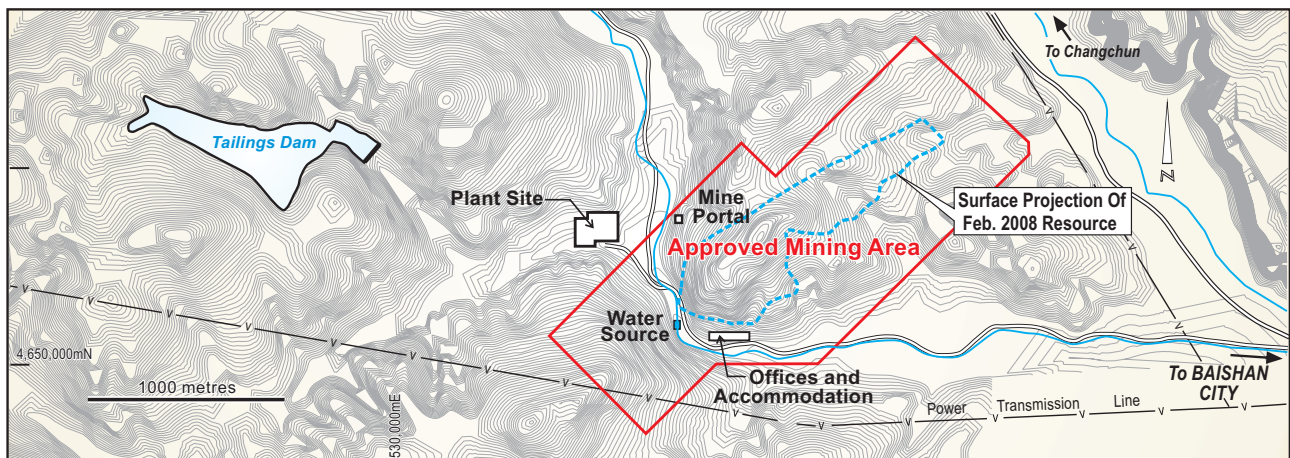 To Changchun
N
Tailings Dam
Plant Site
Mine
Portal
Surface Projection Of
Feb. 2008 Resource
Approved Mining Area
Water
Source
4,650,000mN
1000 metres
530,000mE
Offices and
Accommodation
To BAISHAN
CITY
Power Transmission Line
V V V V V V V V V V V V V V V V V